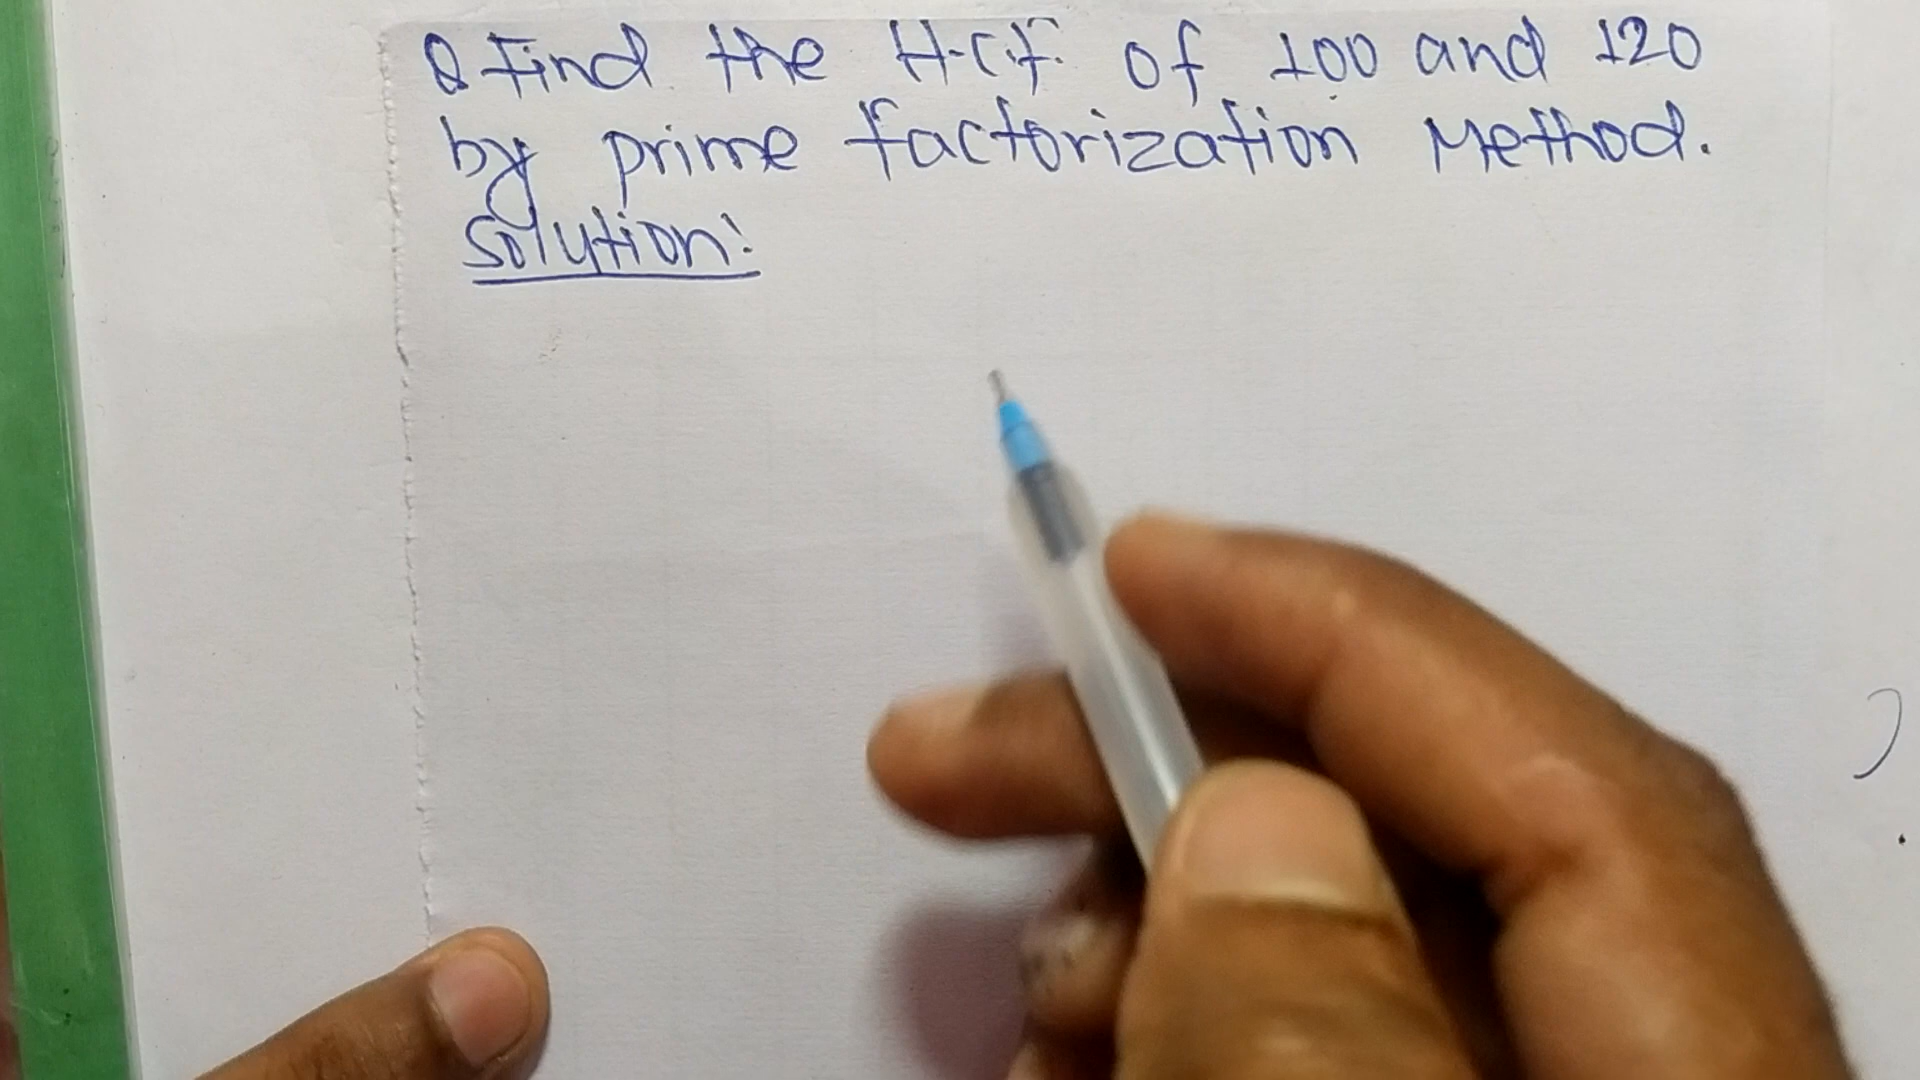 Q Find the H.C.F. of 100 and 120
by prime factorization Method.
Solution: